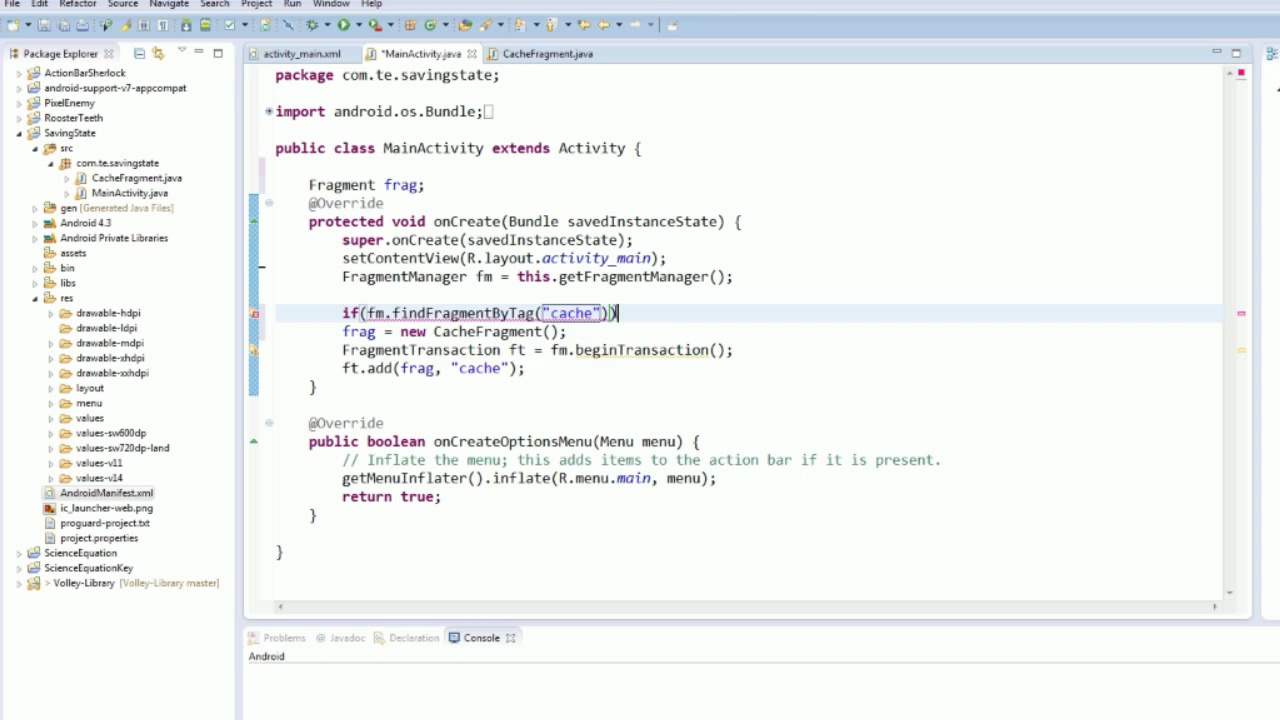 File Edit Refactor Source Navigate Search Project Run Window Help
Package Explorer
activity_main.xml *MainActivity.java CacheFragment.java
ActionBarSherlock
android-support-v7-appcompat
PixelEnemy
RoosterTeeth
SavingState
src
com.te.savingstate
CacheFragment.java
MainActivity.java
gen [Generated Java Files]
Android 4.3
Android Private Libraries
assets
bin
libs
res
drawable-hdpi
drawable-ldpi
drawable-mdpi
drawable-xhdpi
drawable-xxhdpi
layout
menu
values
values-sw600dp
values-sw720dp-land
values-v11
values-v14
AndroidManifest.xml
ic_launcher-web.png
proguard-project.txt
project.properties
ScienceEquation
ScienceEquationKey
> Volley-Library [Volley-Library master]
package com.te.savingstate;
import android.os.Bundle;
public class MainActivity extends Activity {
Fragment frag;
@Override
protected void onCreate(Bundle savedInstanceState) {
super.onCreate(savedInstanceState);
setContentView(R.layout.activity_main);
FragmentManager fm = this.getFragmentManager();
if(fm.findFragmentByTag("cache"))
frag = new CacheFragment();
FragmentTransaction ft = fm.beginTransaction();
ft.add(frag, "cache");
}
@Override
public boolean onCreateOptionsMenu(Menu menu) {
// Inflate the menu; this adds items to the action bar if it is present.
getMenuInflater().inflate(R.menu.main, menu);
return true;
}
}
Problems @ Javadoc Declaration Console
Android